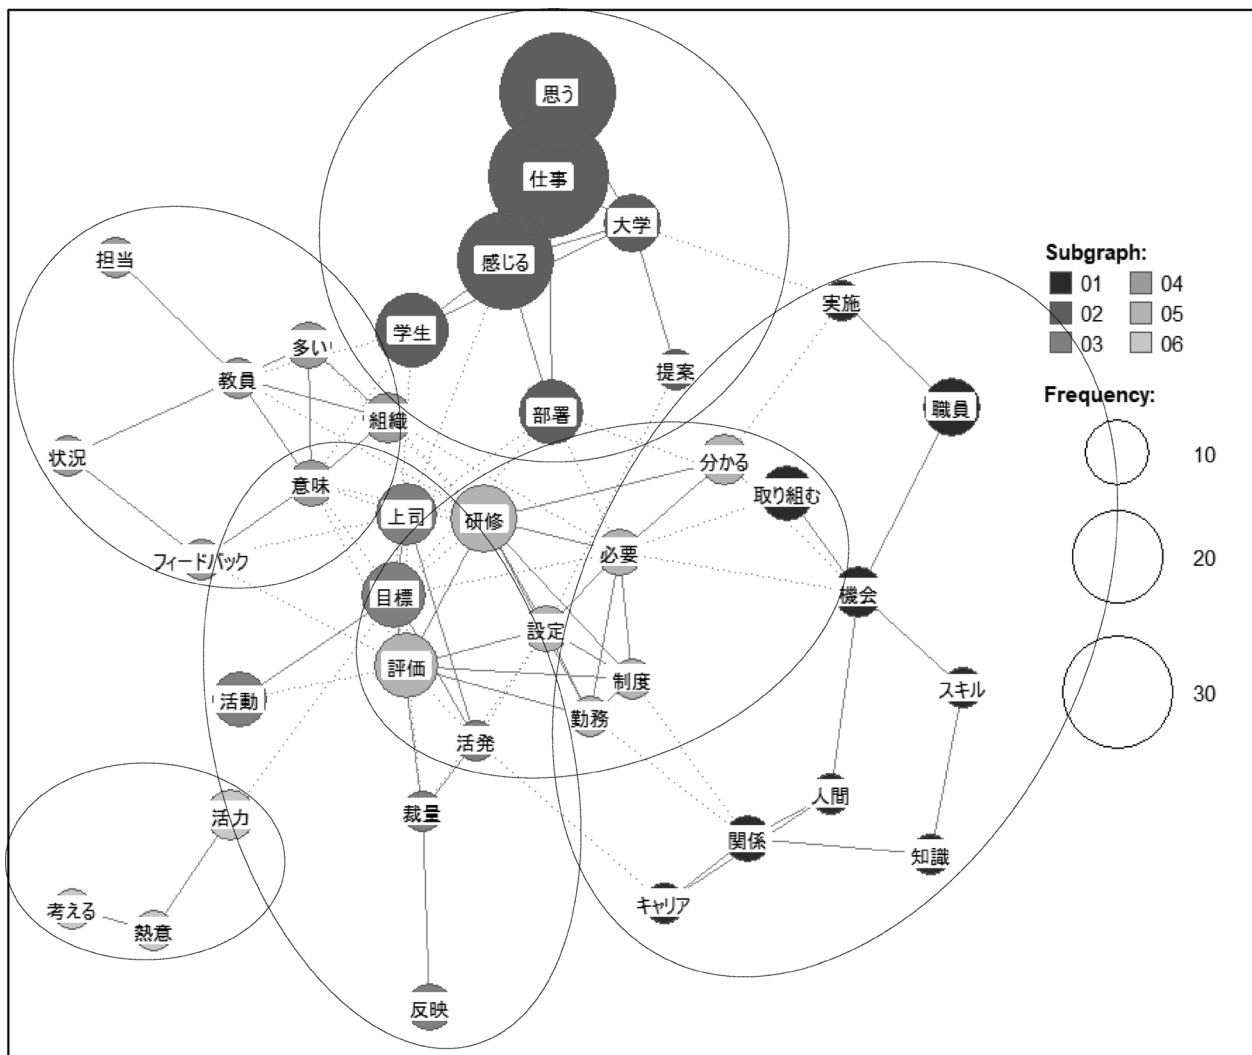 思う
仕事
大学
感じる
担当
実施
学生
多い
提案
教員
組織
部署
職員
状況
分かる
意味
取り組む
上司
研修
フィードバック
必要
目標
機会
設定
評価
制度
スキル
活動
勤務
活発
人間
裁量
活力
関係
知識
キャリア
考える
熱意
反映
Subgraph:
01 04
02 05
03 06
Frequency:
10
20
30